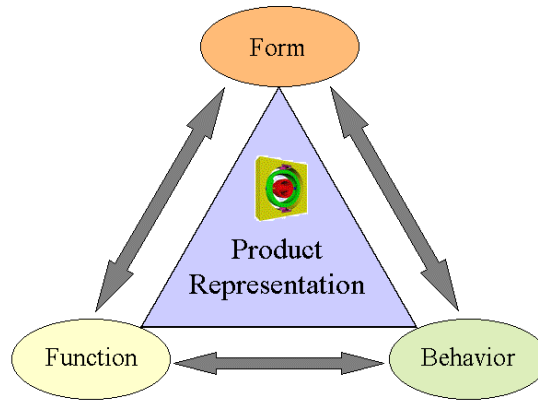 Form
Product
Representation
Function
Behavior